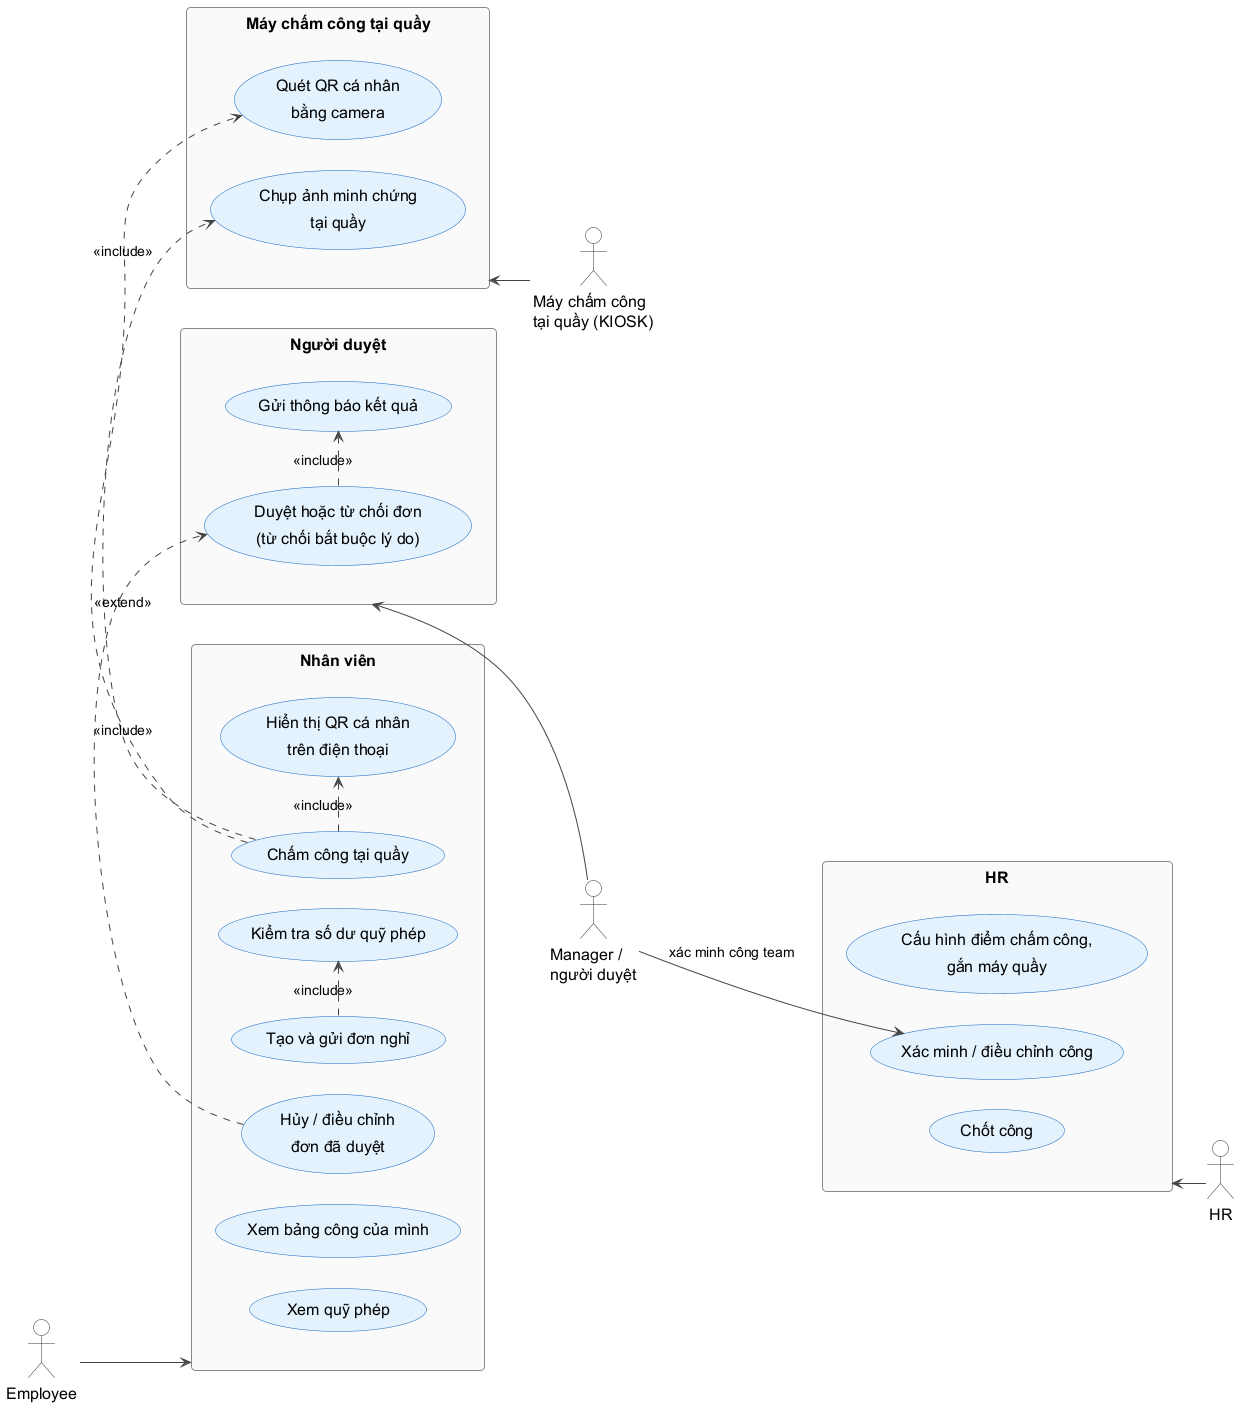 Máy chấm công tại quầy
Quét QR cá nhân
bằng camera
Chụp ảnh minh chứng
tại quầy
«include»
Máy chấm công
tại quầy (KIOSK)
Người duyệt
Gửi thông báo kết quả
«include»
Duyệt hoặc từ chối đơn
(từ chối bắt buộc lý do)
«extend»
Nhân viên
Hiển thị QR cá nhân
trên điện thoại
«include»
«include»
Chấm công tại quầy
Kiểm tra số dư quỹ phép
«include»
Tạo và gửi đơn nghỉ
Hủy / điều chỉnh
đơn đã duyệt
Xem bảng công của mình
Xem quỹ phép
Manager /
người duyệt
xác minh công team
HR
Cấu hình điểm chấm công,
gắn máy quầy
Xác minh / điều chỉnh công
Chốt công
HR
Employee